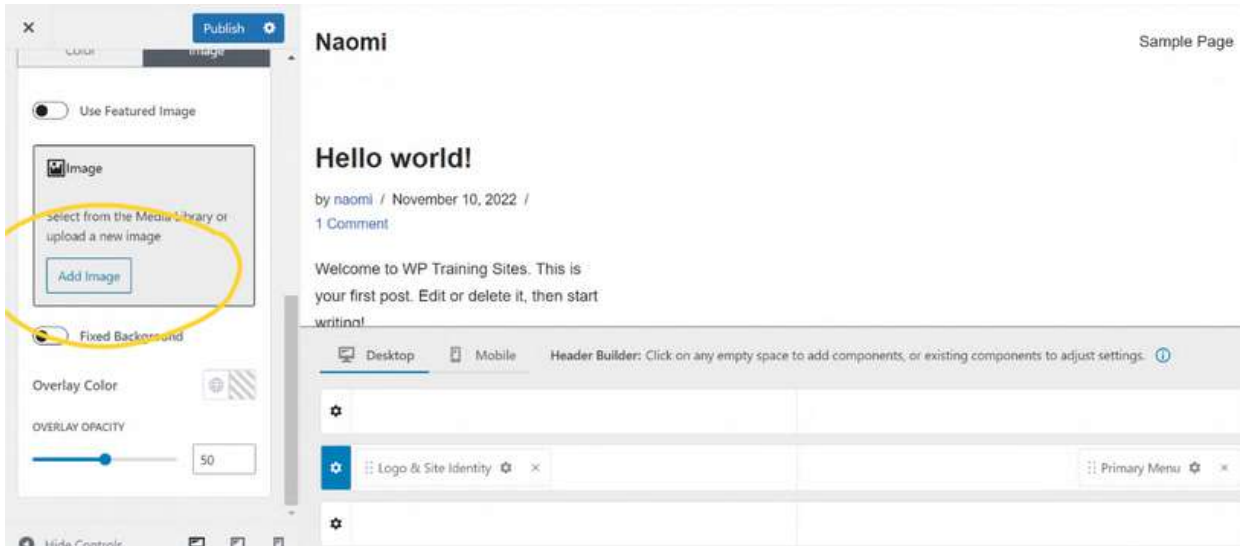 Publish
Color
Image
Use Featured Image
Image
Select from the Media Library or
upload a new image
Add Image
Fixed Background
Overlay Color
OVERLAY OPACITY
50
Hide Controls
Naomi
Sample Page
Hello world!
by naomi / November 10, 2022 /
1 Comment
Welcome to WP Training Sites. This is
your first post. Edit or delete it, then start
writing!
Desktop
Mobile
Header Builder: Click on any empty space to add components, or existing components to adjust settings.
Logo & Site Identity
Primary Menu